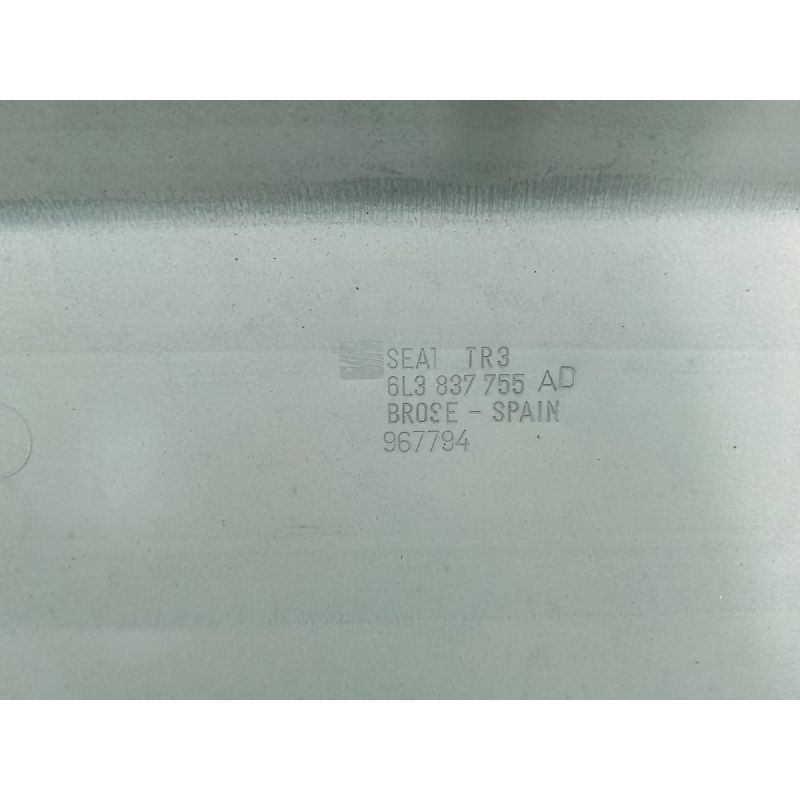 SEAT TR3
6L3 837 755 AD
BROSE - SPAIN
967794